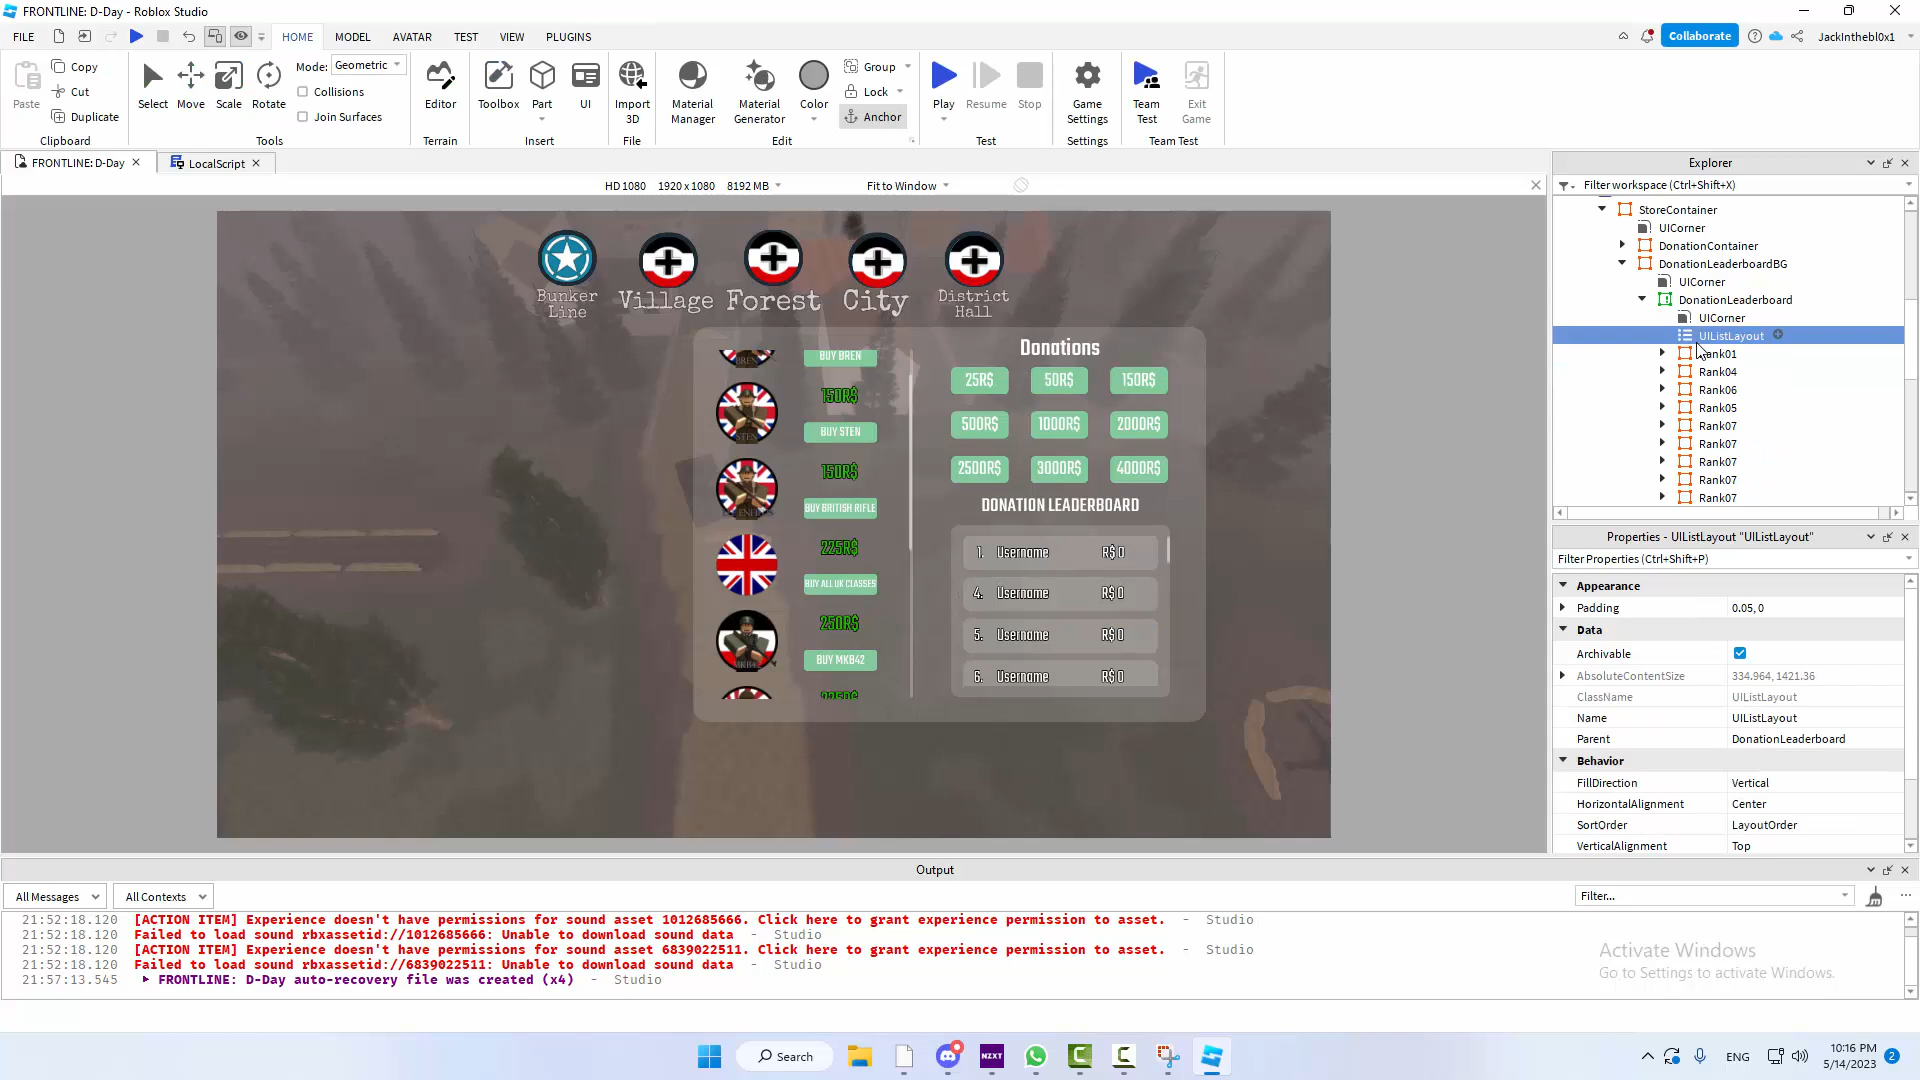 FRONTLINE: D-Day - Roblox Studio
FILE HOME MODEL AVATAR TEST VIEW PLUGINS Collaborate JackInthebl0x1
Paste Copy Cut Duplicate Clipboard
Select Move Scale Rotate Mode: Geometric Collisions Join Surfaces Tools
Editor Terrain
Toolbox Part UI Insert
Import 3D File
Material Manager Material Generator Color Group Lock Anchor Edit
Play Resume Stop Test
Game Settings Settings
Team Test Exit Game Team Test
FRONTLINE: D-Day LocalScript
HD 1080 1920 x 1080 8192 MB Fit to Window
Bunker Line
Village
Forest
City
District Hall
BREN
BUY BREN
150R$
STEN
BUY STEN
150R$
BUY BRITISH RIFLE
225R$
BUY ALL UK CLASSES
250R$
MKB42
BUY MKB42
225R$
Donations
25R$ 50R$ 150R$
500R$ 1000R$ 2000R$
2500R$ 3000R$ 4000R$
DONATION LEADERBOARD
1. Username R$ 0
4. Username R$ 0
5. Username R$ 0
6. Username R$ 0
Explorer
Filter workspace (Ctrl+Shift+X)
StoreContainer
UICorner
DonationContainer
DonationLeaderboardBG
UICorner
DonationLeaderboard
UICorner
UIListLayout
Rank01
Rank04
Rank06
Rank05
Rank07
Rank07
Rank07
Rank07
Rank07
Properties - UIListLayout "UIListLayout"
Filter Properties (Ctrl+Shift+P)
Appearance
Padding 0.05, 0
Data
Archivable
AbsoluteContentSize 334.964, 1421.36
ClassName UIListLayout
Name UIListLayout
Parent DonationLeaderboard
Behavior
FillDirection Vertical
HorizontalAlignment Center
SortOrder LayoutOrder
VerticalAlignment Top
Output
All Messages All Contexts Filter...
21:52:18.120 [ACTION ITEM] Experience doesn't have permissions for sound asset 1012685666. Click here to grant experience permission to asset. - Studio
21:52:18.120 Failed to load sound rbxassetid://1012685666: Unable to download sound data - Studio
21:52:18.120 [ACTION ITEM] Experience doesn't have permissions for sound asset 6839022511. Click here to grant experience permission to asset. - Studio
21:52:18.120 Failed to load sound rbxassetid://6839022511: Unable to download sound data - Studio
21:57:13.545 FRONTLINE: D-Day auto-recovery file was created (x4) - Studio
Activate Windows
Go to Settings to activate Windows.
Search NZXT ENG 10:16 PM
5/14/2023 2